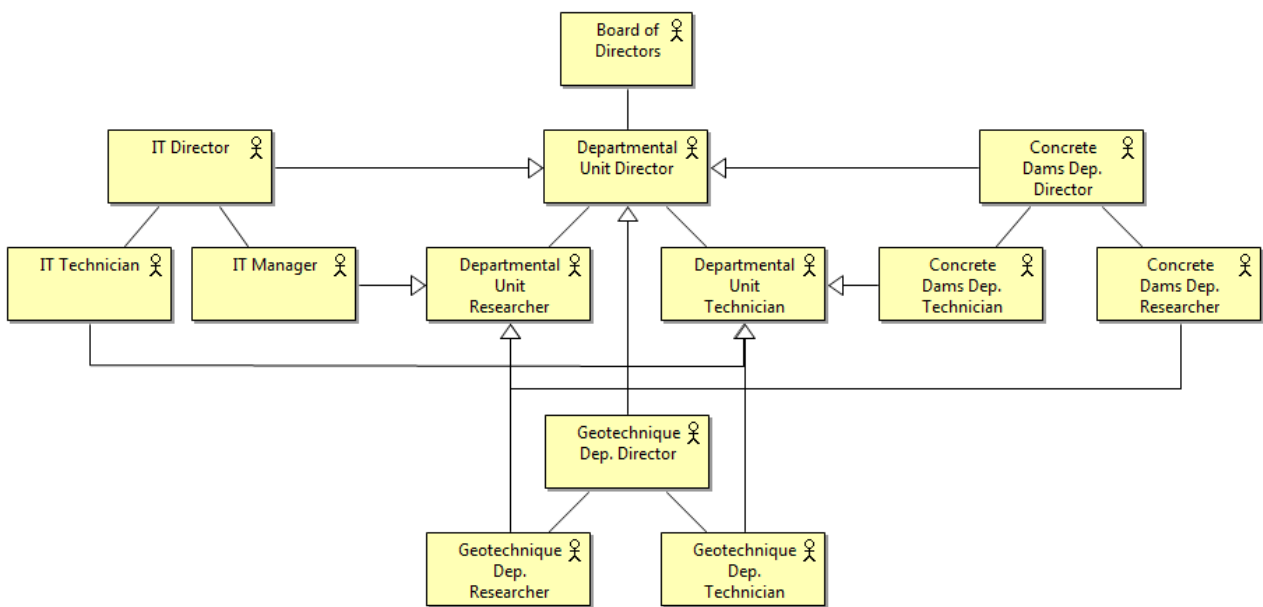 Board of
Directors
IT Director
Departmental
Unit Director
Concrete
Dams Dep.
Director
IT Technician
IT Manager
Departmental
Unit
Researcher
Departmental
Unit
Technician
Concrete
Dams Dep.
Technician
Concrete
Dams Dep.
Researcher
Geotechnique
Dep. Director
Geotechnique
Dep.
Researcher
Geotechnique
Dep.
Technician